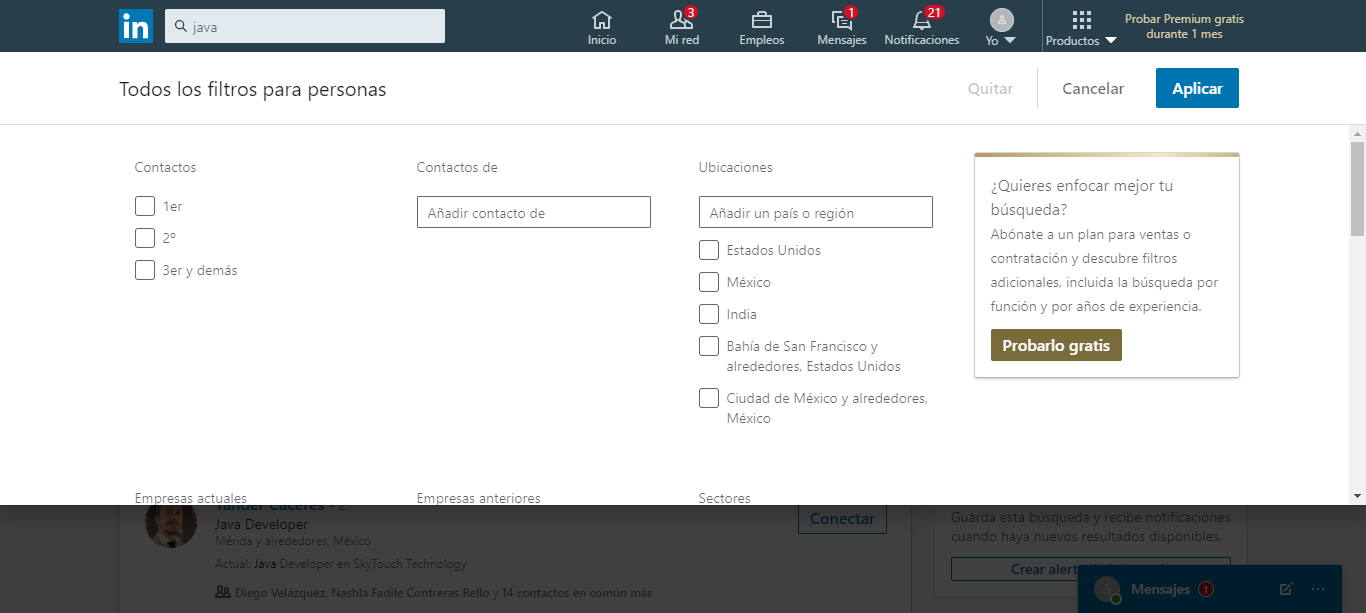 in
java
Inicio
3
Mi red
Empleos
1
Mensajes
21
Notificaciones
Yo
Productos
Probar Premium gratis
durante 1 mes
Todos los filtros para personas
Quitar
Cancelar
Aplicar
Contactos
1er
2º
3er y demás
Contactos de
Añadir contacto de
Ubicaciones
Añadir un país o región
Estados Unidos
México
India
Bahía de San Francisco y
alrededores, Estados Unidos
Ciudad de México y alrededores,
México
¿Quieres enfocar mejor tu
búsqueda?
Abónate a un plan para ventas o
contratación y descubre filtros
adicionales, incluida la búsqueda por
función y por años de experiencia.
Probarlo gratis
Empresas actuales
Empresas anteriores
Sectores
Java Developer
Mérida y alrededores, México
Actual: Java Developer en SkyTouch Technology
Diego Velázquez, Nashla Fadile Contreras Rello y 14 contactos en común más
Conectar
Guarda esta búsqueda y recibe notificaciones
cuando haya nuevos resultados disponibles.
Crear alert
Mensajes 1